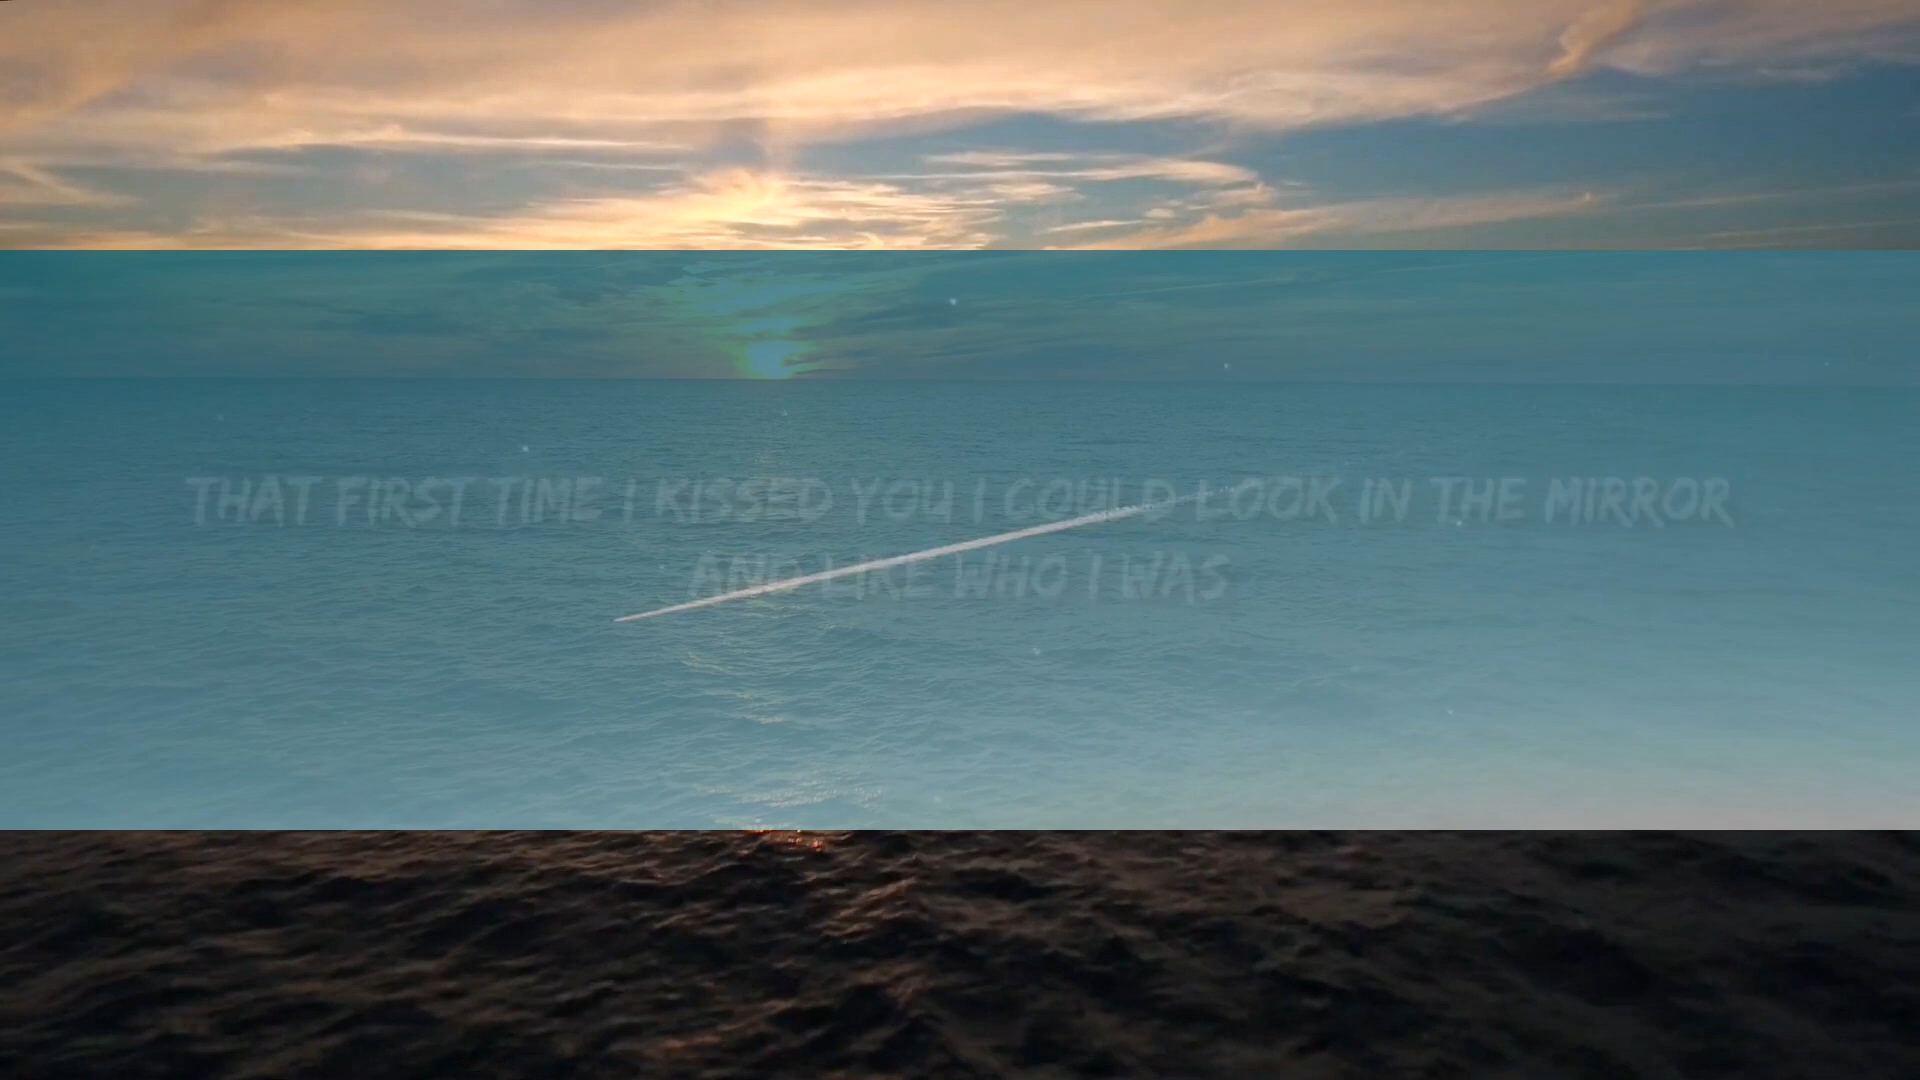 THAT FIRST TIME I KISSED YOU I COULD LOOK IN THE MIRROR
AND LIKE WHO I WAS